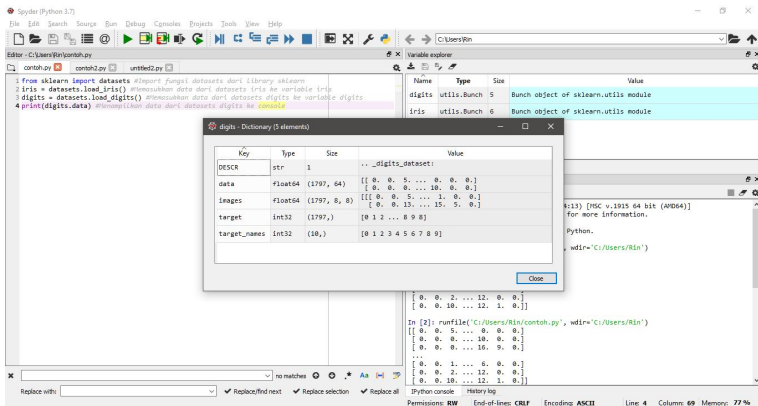 Spyder (Python 3.7)
File Edit Search Source Run Debug Consoles Projects Tools View Help
C:\Users\Rin
Editor - C:\Users\Rin\contoh.py
contoh.py contoh2.py untitled2.py
1 from sklearn import datasets #Import fungsi datasets dari library sklearn
2 iris = datasets.load_iris() #Memasukkan data dari datasets iris ke variable iris
3 digits = datasets.load_digits() #Memasukkan data dari datasets digits ke variable digits
4 print(digits.data) #Menampilkan data dari datasets digits ke console
Variable explorer
Name Type Size Value
digits utils.Bunch 5 Bunch object of sklearn.utils module
iris utils.Bunch 6 Bunch object of sklearn.utils module
digits - Dictionary (5 elements)
Key Type Size Value
DESCR str 1 .. _digits_dataset:
data float64 (1797, 64) [[ 0. 0. 5. ... 0. 0. 0.]
[ 0. 0. 0. ... 10. 0. 0.]
images float64 (1797, 8, 8) [[[ 0. 0. 5. ... 1. 0. 0.]
[ 0. 0. 13. ... 15. 5. 0.]
target int32 (1797,) [0 1 2 ... 8 9 8]
target_names int32 (10,) [0 1 2 3 4 5 6 7 8 9]
Close
4:13) [MSC v.1915 64 bit (AMD64)]
for more information.
Python.
, wdir='C:/Users/Rin')
[ 0. 0. 2. ... 12. 0. 0.]
[ 0. 0. 10. ... 12. 1. 0.]]
In [2]: runfile('C:/Users/Rin/contoh.py', wdir='C:/Users/Rin')
[[ 0. 0. 5. ... 0. 0. 0.]
[ 0. 0. 0. ... 10. 0. 0.]
[ 0. 0. 0. ... 16. 9. 0.]
...
[ 0. 0. 1. ... 6. 0. 0.]
[ 0. 0. 2. ... 12. 0. 0.]
[ 0. 0. 10. ... 12. 1. 0.]]
no matches Aa
Replace with: Replace/find next Replace selection Replace all
IPython console History log
Permissions: RW End-of-lines: CRLF Encoding: ASCII Line: 4 Column: 69 Memory: 77 %